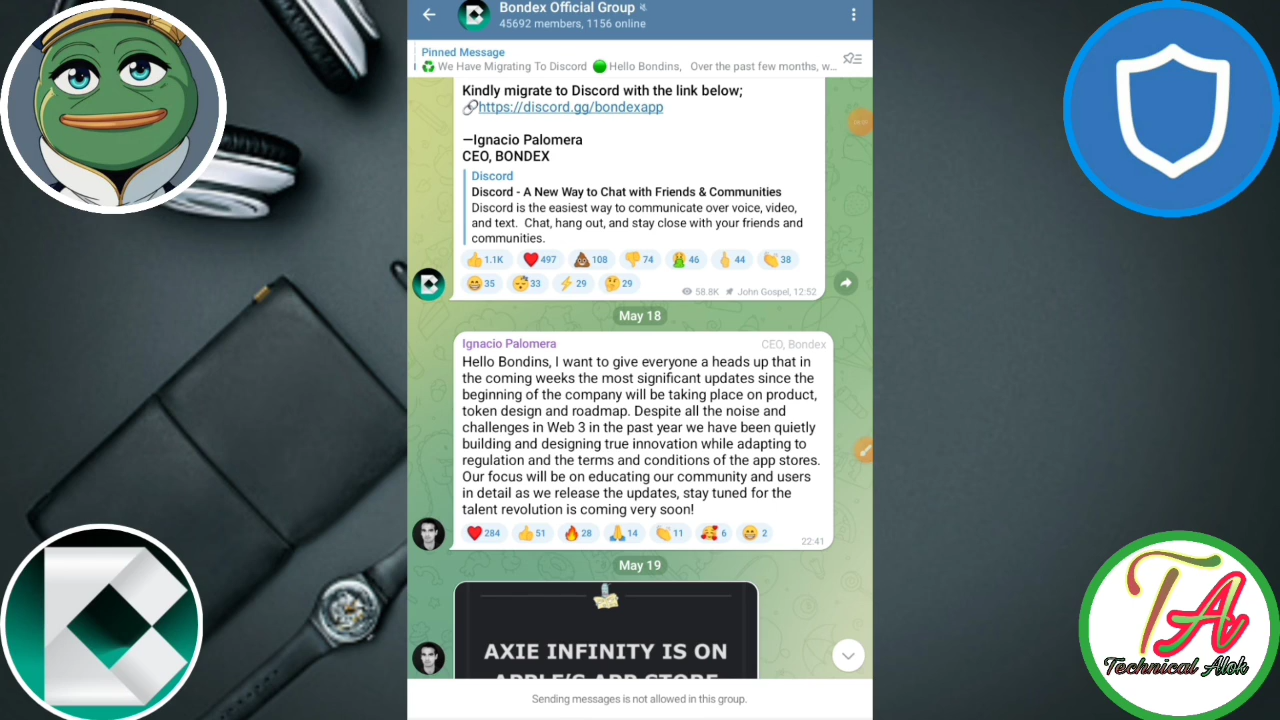 Bondex Official Group
45692 members, 1156 online
Pinned Message
We Have Migrating To Discord 🟢 Hello Bondins, Over the past few months, w...
Kindly migrate to Discord with the link below;
🔗https://discord.gg/bondexapp
—Ignacio Palomera
CEO, BONDEX
Discord
Discord - A New Way to Chat with Friends & Communities
Discord is the easiest way to communicate over voice, video,
and text. Chat, hang out, and stay close with your friends and
communities.
👍 1.1K ❤️ 497 💩 108 👎 74 🤮 46 🖕 44 👏 38
😁 35 😴 33 ⚡ 29 🤔 29
58.8K John Gospel, 12:52
May 18
Ignacio Palomera CEO, Bondex
Hello Bondins, I want to give everyone a heads up that in
the coming weeks the most significant updates since the
beginning of the company will be taking place on product,
token design and roadmap. Despite all the noise and
challenges in Web 3 in the past year we have been quietly
building and designing true innovation while adapting to
regulation and the terms and conditions of the app stores.
Our focus will be on educating our community and users
in detail as we release the updates, stay tuned for the
talent revolution is coming very soon!
❤️ 284 👍 51 🔥 28 🙏 14 👏 11 🥰 6 😁 2
22:41
May 19
AXIE INFINITY IS ON
APPLE'S APP STORE
Sending messages is not allowed in this group.
TA
Technical Alok